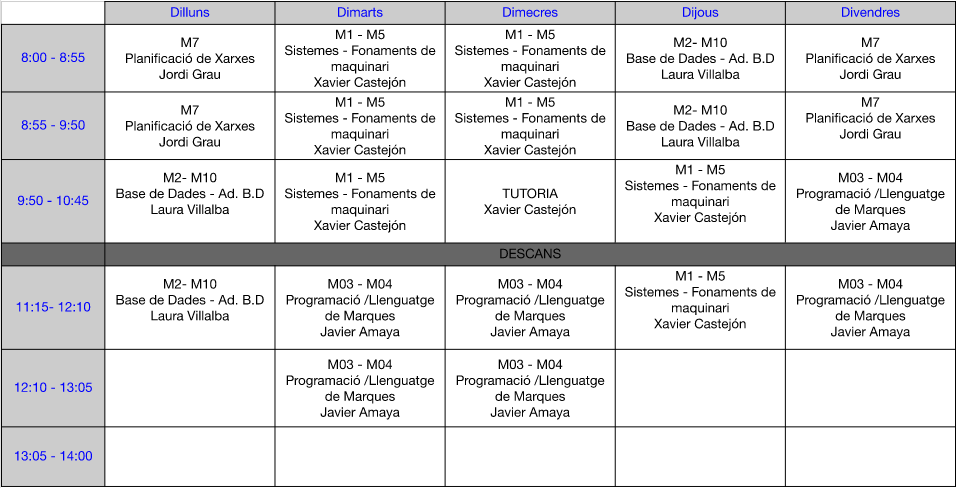 Dilluns Dimarts Dimecres Dijous Divendres
8:00 - 8:55
M7
Planificació de Xarxes
Jordi Grau
M1 - M5
Sistemes - Fonaments de
maquinari
Xavier Castejón
M1 - M5
Sistemes - Fonaments de
maquinari
Xavier Castejón
M2- M10
Base de Dades - Ad. B.D
Laura Villalba
M7
Planificació de Xarxes
Jordi Grau
8:55 - 9:50
M7
Planificació de Xarxes
Jordi Grau
M1 - M5
Sistemes - Fonaments de
maquinari
Xavier Castejón
M1 - M5
Sistemes - Fonaments de
maquinari
Xavier Castejón
M2- M10
Base de Dades - Ad. B.D
Laura Villalba
M7
Planificació de Xarxes
Jordi Grau
9:50 - 10:45
M2- M10
Base de Dades - Ad. B.D
Laura Villalba
M1 - M5
Sistemes - Fonaments de
maquinari
Xavier Castejón
TUTORIA
Xavier Castejón
M1 - M5
Sistemes - Fonaments de
maquinari
Xavier Castejón
M03 - M04
Programació /Llenguatge
de Marques
Javier Amaya
DESCANS
11:15- 12:10
M2- M10
Base de Dades - Ad. B.D
Laura Villalba
M03 - M04
Programació /Llenguatge
de Marques
Javier Amaya
M03 - M04
Programació /Llenguatge
de Marques
Javier Amaya
M1 - M5
Sistemes - Fonaments de
maquinari
Xavier Castejón
M03 - M04
Programació /Llenguatge
de Marques
Javier Amaya
12:10 - 13:05
M03 - M04
Programació /Llenguatge
de Marques
Javier Amaya
M03 - M04
Programació /Llenguatge
de Marques
Javier Amaya
13:05 - 14:00